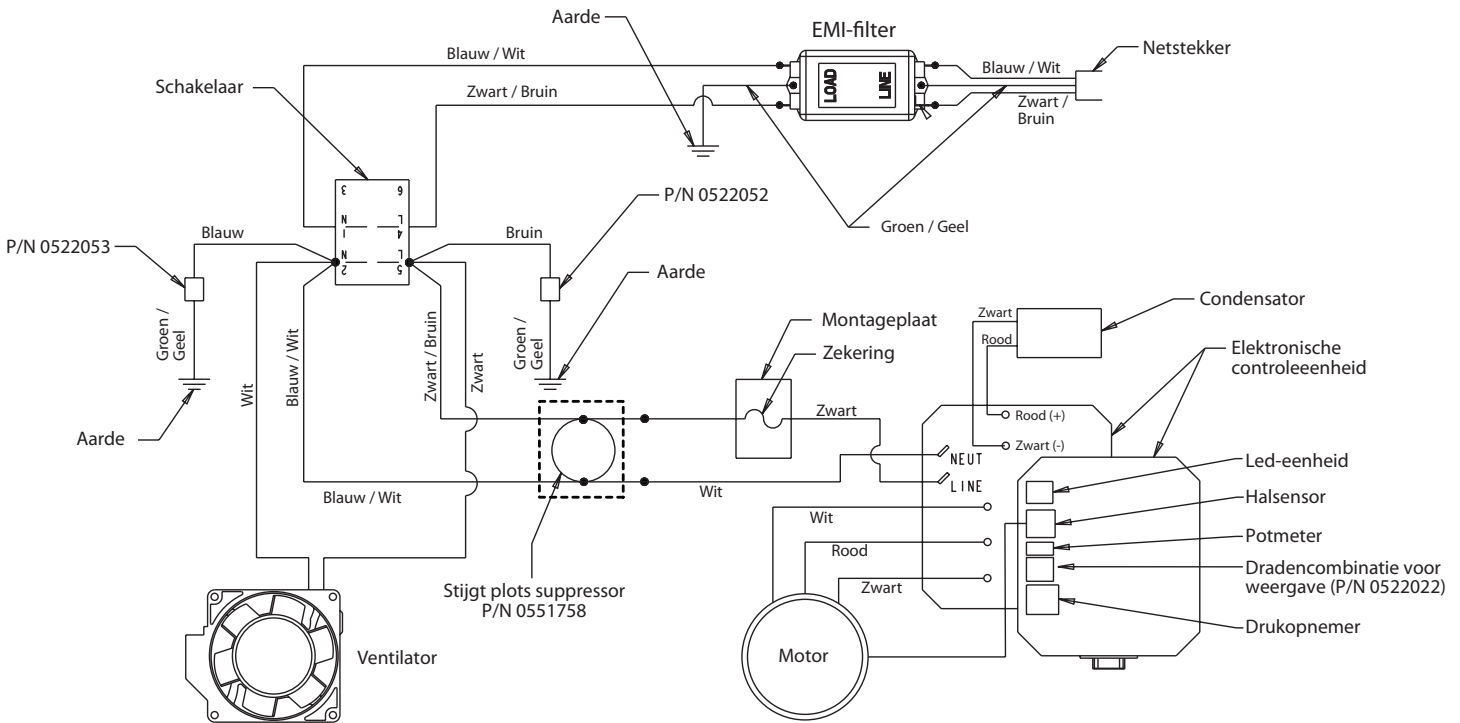 Aarde
EMI-filter
Netstekker
Blauw / Wit
LOAD
LINE
Blauw / Wit
Schakelaar
Zwart / Bruin
Zwart /
Bruin
Aarde
3
6
P/N 0522052
N
L
1
4
Groen / Geel
P/N 0522053
Blauw
N
L
2
5
Bruin
Aarde
Groen /
Geel
Groen /
Geel
Condensator
Zwart
Rood
Montageplaat
Zekering
Elektronische
controleeenheid
Wit
Blauw / Wit
Zwart / Bruin
Zwart
Aarde
Zwart
Rood (+)
Zwart (-)
NEUT
LINE
Led-eenheid
Blauw / Wit
Wit
Halsensor
Wit
Potmeter
Rood
Dradencombinatie voor
weergave (P/N 0522022)
Zwart
Stijgt plots suppressor
P/N 0551758
Drukopnemer
Ventilator
Motor